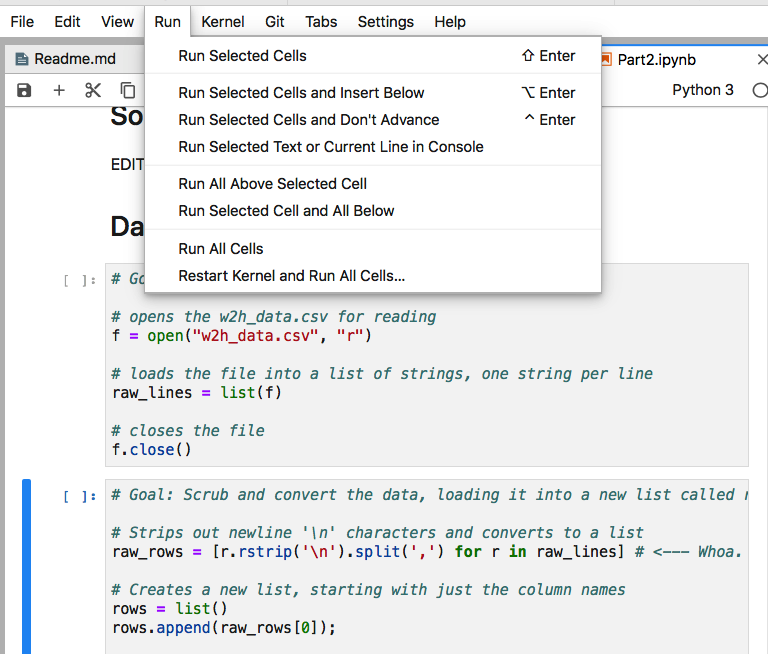 File Edit View Run Kernel Git Tabs Settings Help
Readme.md
Part2.ipynb
Python 3
Run Selected Cells ⇧ Enter
Run Selected Cells and Insert Below ⌥ Enter
Run Selected Cells and Don't Advance ^ Enter
Run Selected Text or Current Line in Console
Run All Above Selected Cell
Run Selected Cell and All Below
Run All Cells
Restart Kernel and Run All Cells...
So
EDIT
Da
[ ]: # Go
# opens the w2h_data.csv for reading
f = open("w2h_data.csv", "r")
# loads the file into a list of strings, one string per line
raw_lines = list(f)
# closes the file
f.close()
[ ]: # Goal: Scrub and convert the data, loading it into a new list called
# Strips out newline '\n' characters and converts to a list
raw_rows = [r.rstrip('\n').split(',') for r in raw_lines] # <--- Whoa.
# Creates a new list, starting with just the column names
rows = list()
rows.append(raw_rows[0]);